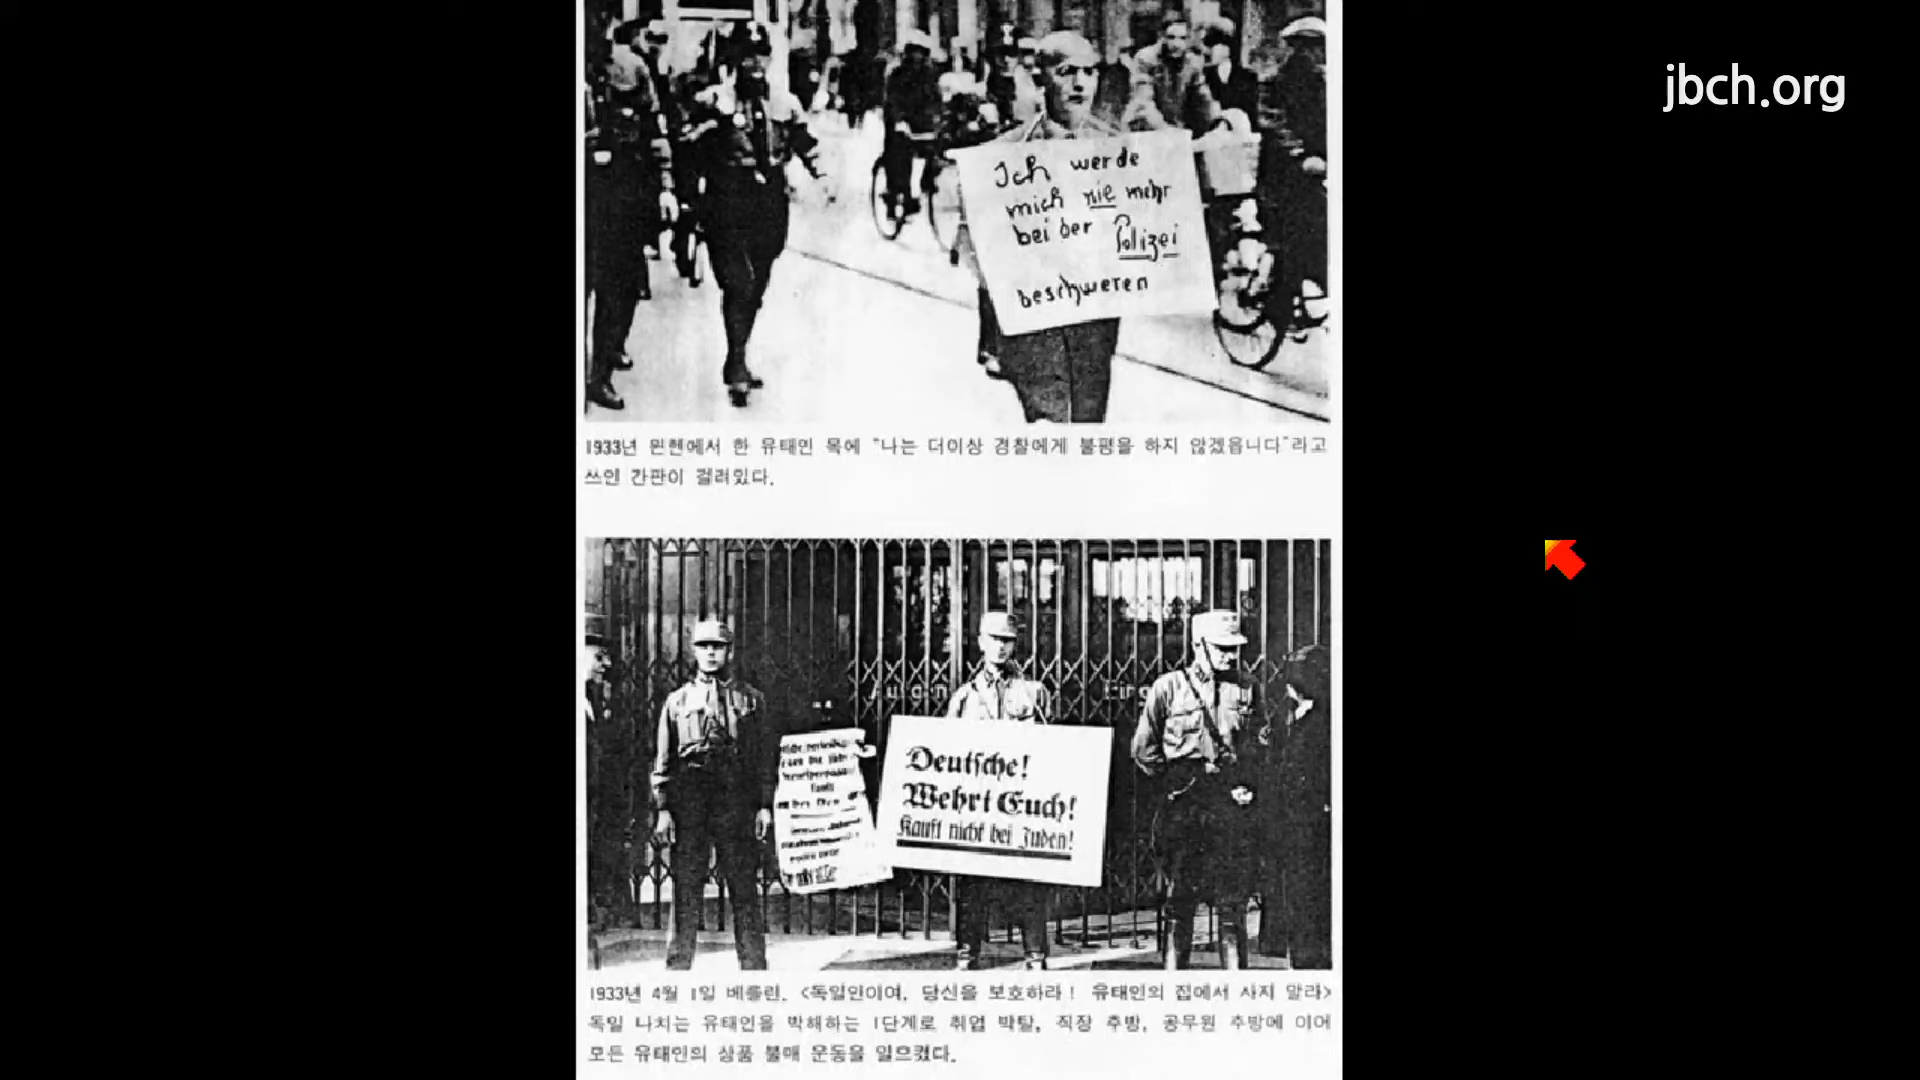 jbch.org
Ich werde
mich nie mehr
bei der Polizei
beschweren
1933년 뮌헨에서 한 유태인 목에 “나는 더이상 경찰에게 불평을 하지 않겠읍니다”라고
쓰인 간판이 걸려있다.
Deutsche!
Wehrt Euch!
Kauft nicht bei Juden!
1933년 4월 1일 베를린. <독일인이여, 당신을 보호하라! 유태인의 집에서 사지 말라>
독일 나치는 유태인을 박해하는 1단계로 취업 박탈, 직장 추방, 공무원 추방에 이어
모든 유태인의 상품 불매 운동을 일으켰다.